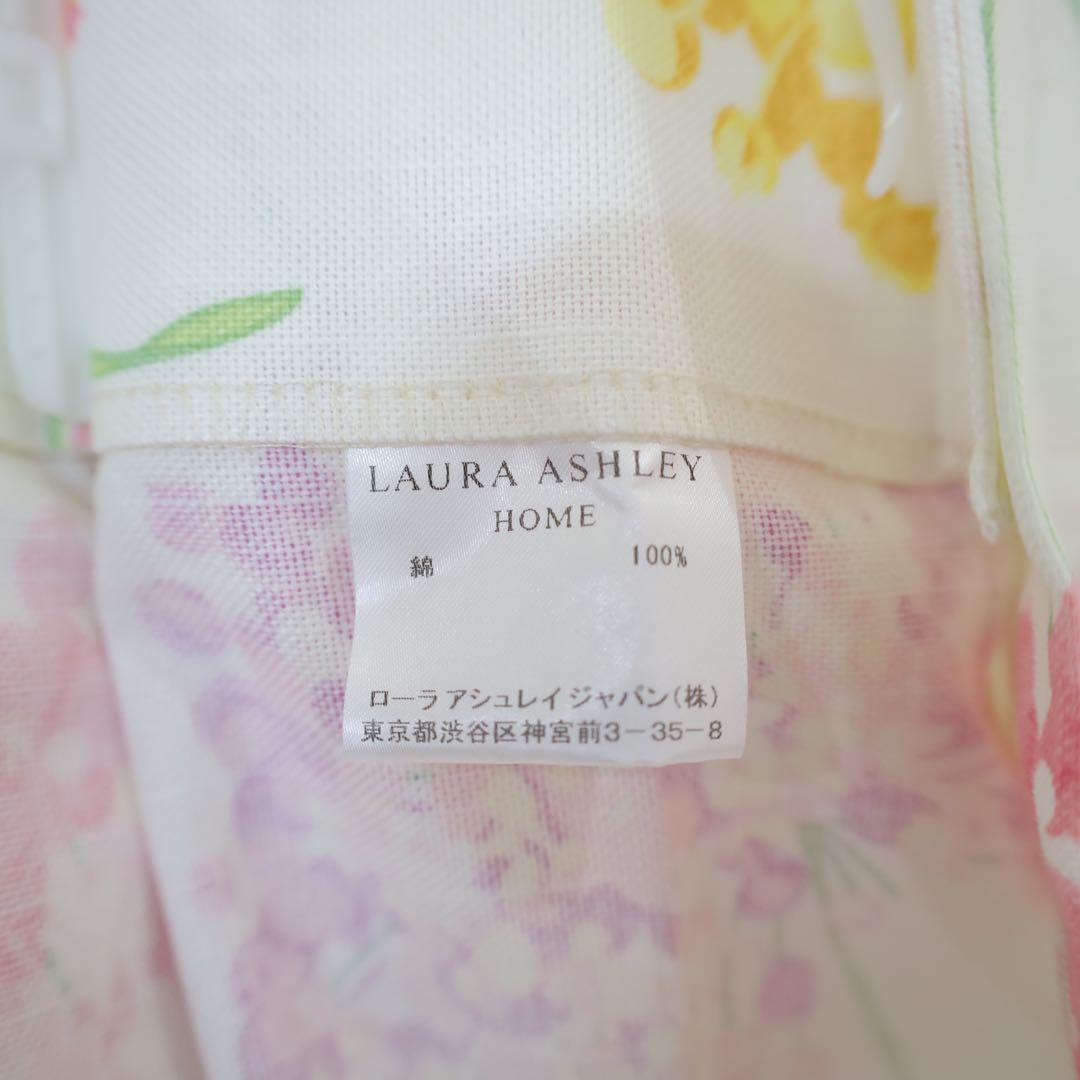 LAURA ASHLEY
HOME
綿 100%
ローラ アシュレイ ジャパン(株)
東京都渋谷区神宮前3-35-8